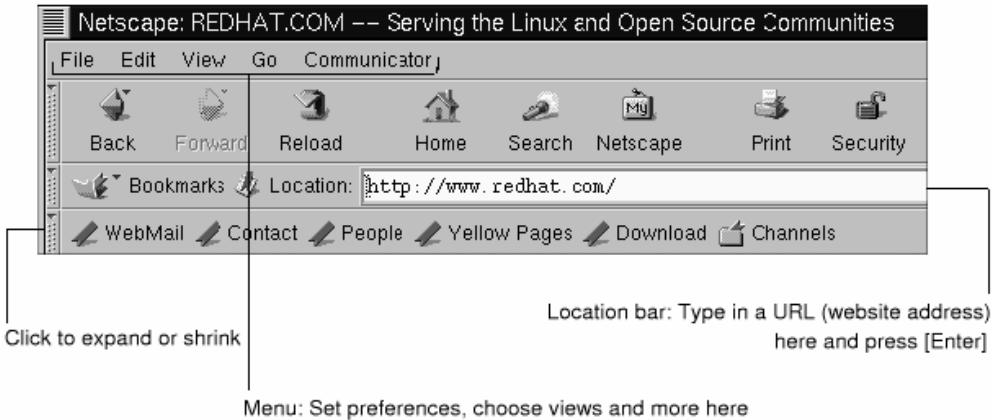 Netscape: REDHAT.COM -- Serving the Linux and Open Source Communities
File Edit View Go Communicator
My
Back Forward Reload Home Search Netscape Print Security
Bookmarks Location: http://www.redhat.com/
WebMail Contact People Yellow Pages Download Channels
Location bar: Type in a URL (website address)
here and press [Enter]
Click to expand or shrink
Menu: Set preferences, choose views and more here